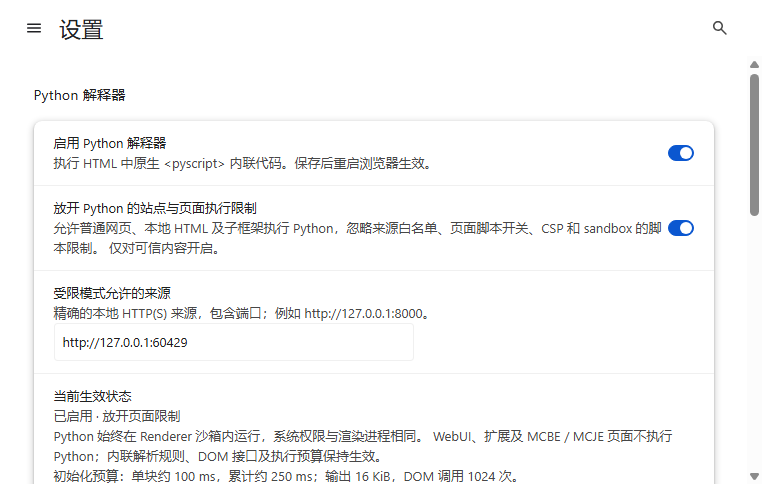 设置
Python 解释器
启用 Python 解释器
执行 HTML 中原生 <pyscript> 内联代码。保存后重启浏览器生效。
放开 Python 的站点与页面执行限制
允许普通网页、本地 HTML 及子框架执行 Python，忽略来源白名单、页面脚本开关、CSP 和 sandbox 的脚
本限制。 仅对可信内容开启。
受限模式允许的来源
精确的本地 HTTP(S) 来源，包含端口；例如 http://127.0.0.1:8000。
http://127.0.0.1:60429
当前生效状态
已启用 · 放开页面限制
Python 始终在 Renderer 沙箱内运行，系统权限与渲染进程相同。 WebUI、扩展及 MCBE / MCJE 页面不执行
Python；内联解析规则、DOM 接口及执行预算保持生效。
初始化预算：单块约 100 ms，累计约 250 ms；输出 16 KiB，DOM 调用 1024 次。